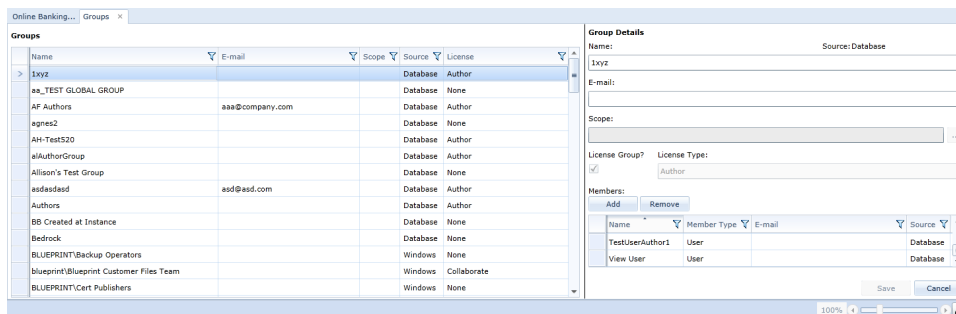 Online Banking... Groups ×
Groups
Name E-mail Scope Source License
1xyz Database Author
aa_TEST GLOBAL GROUP Database None
AF Authors aaa@company.com Database Author
agnes2 Database None
AH-Test520 Database Author
alAuthorGroup Database Author
Allison's Test Group Database None
asdasdasd asd@asd.com Database Author
Authors Database Author
BB Created at Instance Database None
Bedrock Database None
BLUEPRINT\Backup Operators Windows None
blueprint\Blueprint Customer Files Team Windows Collaborate
BLUEPRINT\Cert Publishers Windows None
Group Details
Name: Source: Database
1xyz
E-mail:
Scope:
...
License Group? License Type:
Author
Members:
Add Remove
Name Member Type E-mail Source
TestUserAuthor1 User Database
View User User Database
Save Cancel
100%